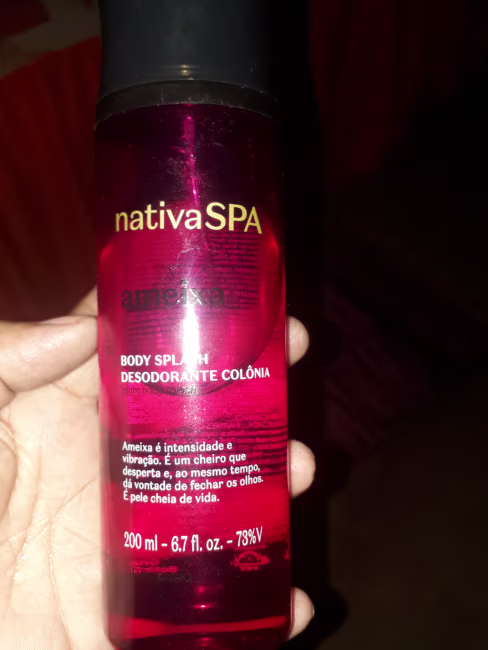 nativaSPA
ameixa
BODY SPLASH
DESODORANTE COLÔNIA
Ameixa é intensidade e
vibração. É um cheiro que
desperta e, ao mesmo tempo,
dá vontade de fechar os olhos.
É pele cheia de vida.
200 ml - 6.7 fl. oz. - 73%V